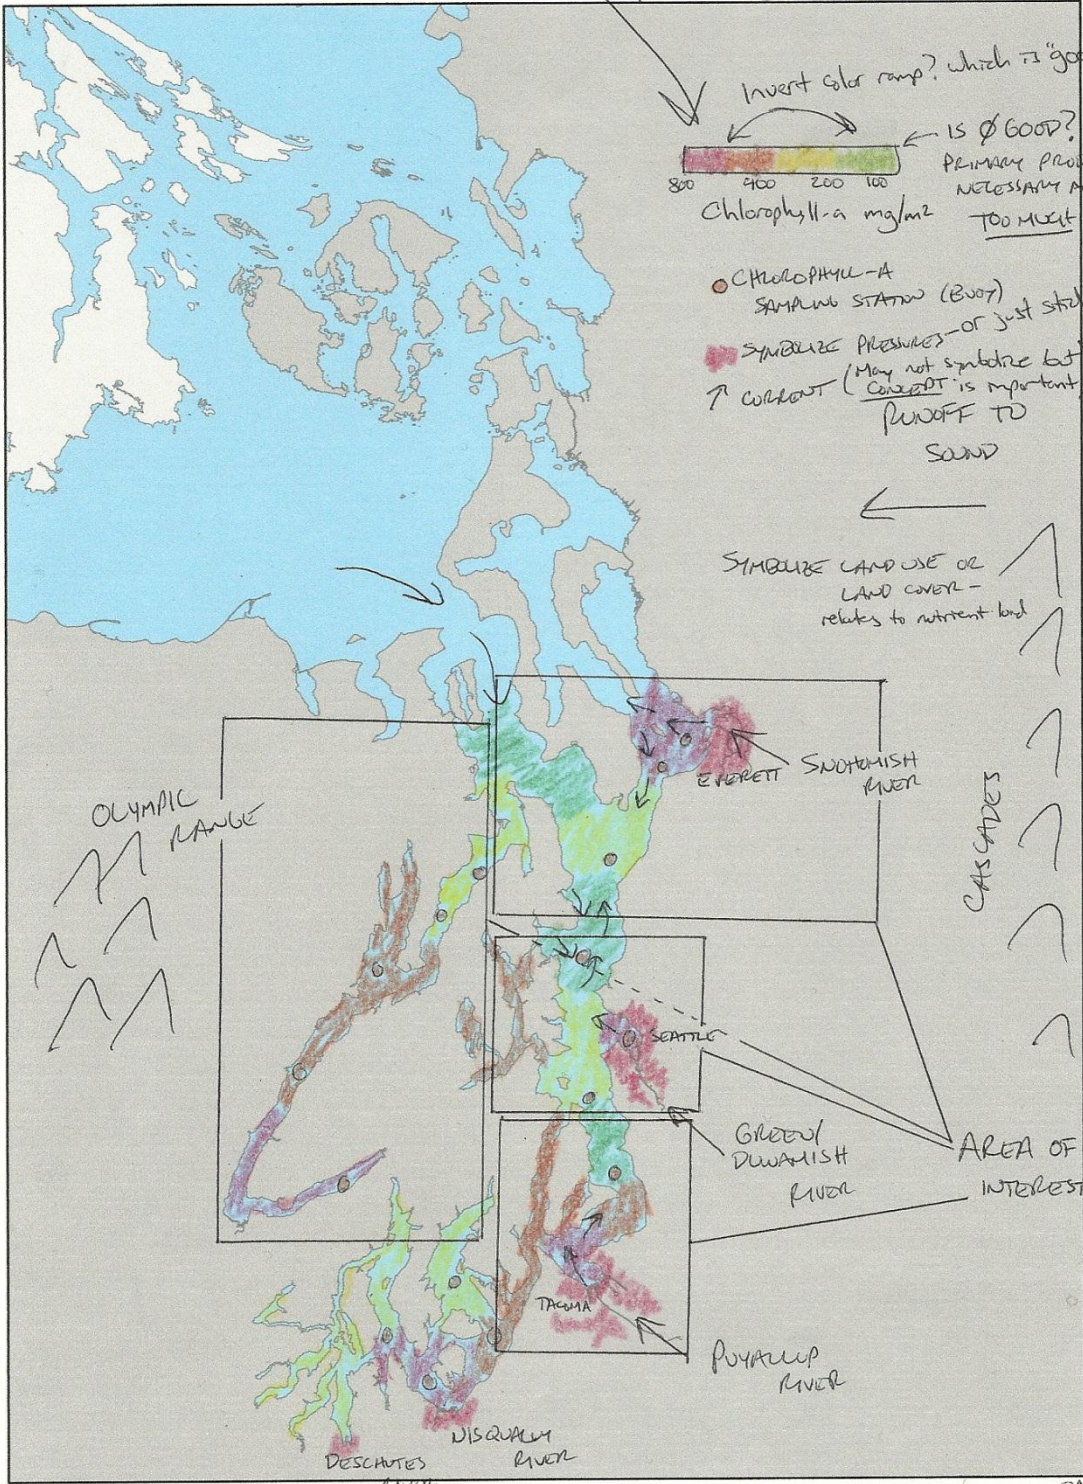 Invert color ramp? which is "goo
IS Ø GOOD?
PRIMARY PROD
NECESSARY
TOO MUCH
800 400 200 100
Chlorophyll-a mg/m²
CHLOROPHYLL-A
SAMPLING STATION (BUOY)
SYMBOLIZE PRESSURES-or just
CURRENT (May not symbolize but
CONCEPT is important
RUNOFF TO
SOUND
SYMBOLIZE LAND USE OR
LAND COVER-
relates to nutrient load
OLYMPIC
RANGE
EVERETT
SNOHOMISH
RIVER
CASCADES
SEATTLE
GREEN/
DUWAMISH
RIVER
AREA OF
INTEREST
TACOMA
PUYALLUP
RIVER
NISQUALLY
RIVER
DESCHUTES